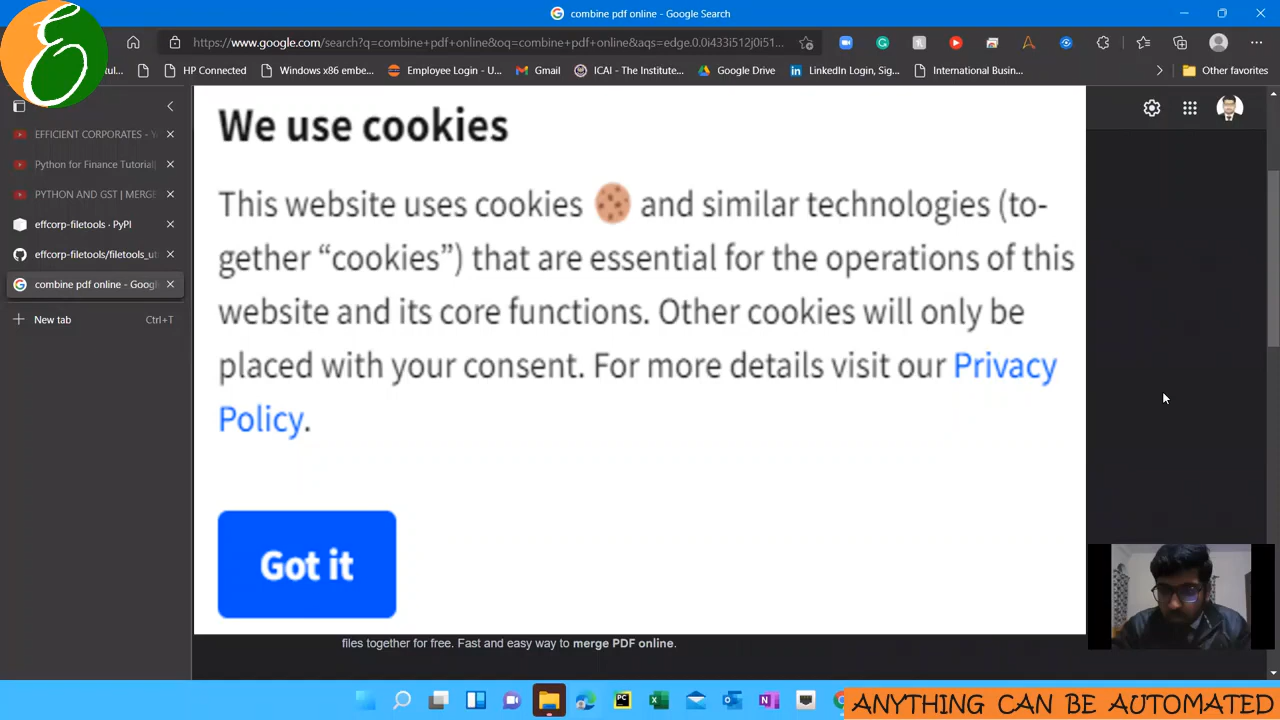 combine pdf online - Google Search
https://www.google.com/search?q=combine+pdf+online&oq=combine+pdf+online&aqs=edge.0.0i433i512j0i51...
tul...
HP Connected
Windows x86 embe...
Employee Login - U...
Gmail
ICAI - The Institute...
Google Drive
LinkedIn Login, Sig...
International Busin...
Other favorites
EFFICIENT CORPORATES - Y
Python for Finance Tutorial
PYTHON AND GST | MERGE
effcorp-filetools · PyPI
effcorp-filetools/filetools_ut
combine pdf online - Googl
New tab
Ctrl+T
We use cookies
This website uses cookies 🍪 and similar technologies (to-
gether “cookies”) that are essential for the operations of this
website and its core functions. Other cookies will only be
placed with your consent. For more details visit our Privacy
Policy.
Got it
files together for free. Fast and easy way to merge PDF online.
ANYTHING CAN BE AUTOMATED